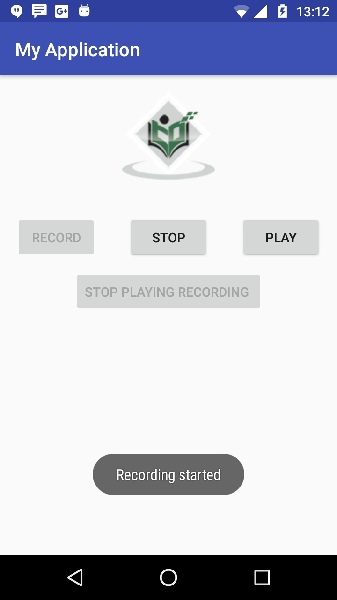 13:12
My Application
RECORD STOP PLAY
STOP PLAYING RECORDING
Recording started